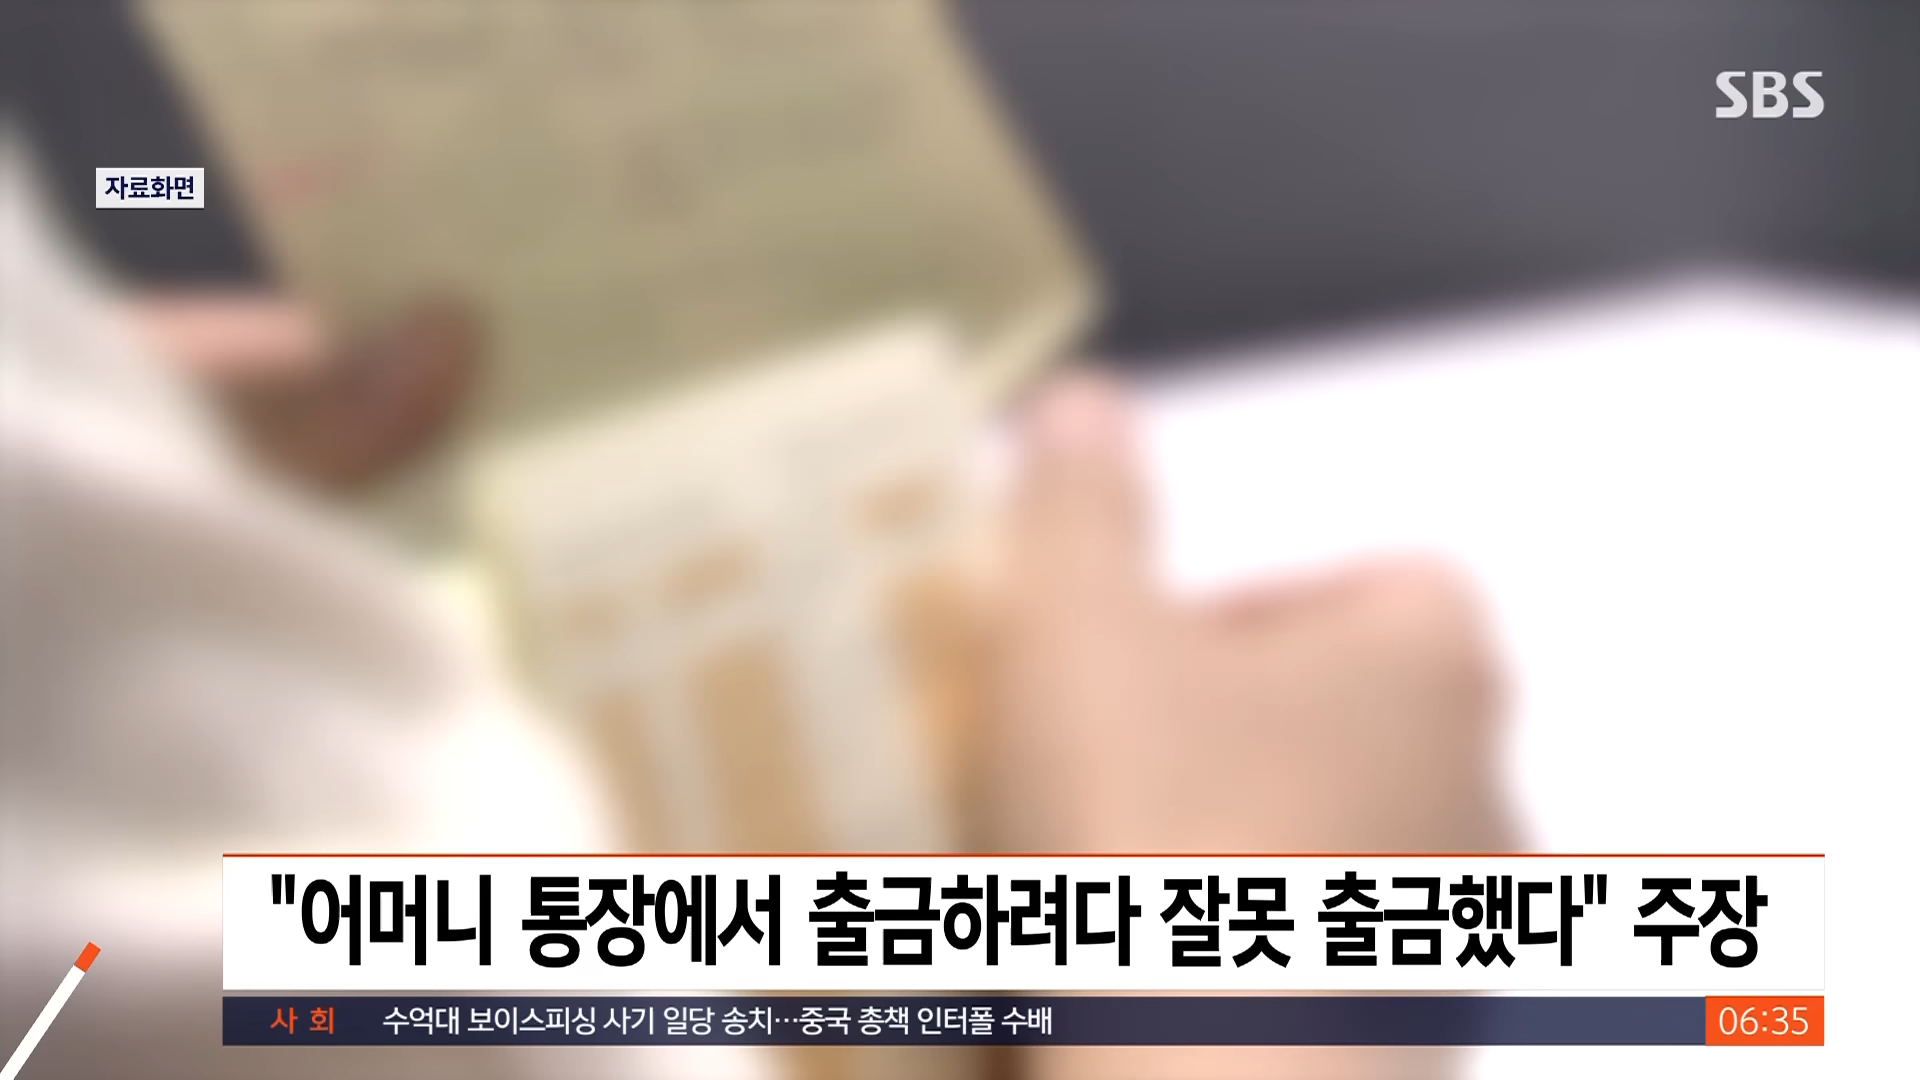 SBS
자료화면
"어머니 통장에서 출금하려다 잘못 출금했다" 주장
사 회 수억대 보이스피싱 사기 일당 송치…중국 총책 인터폴 수배 06:35